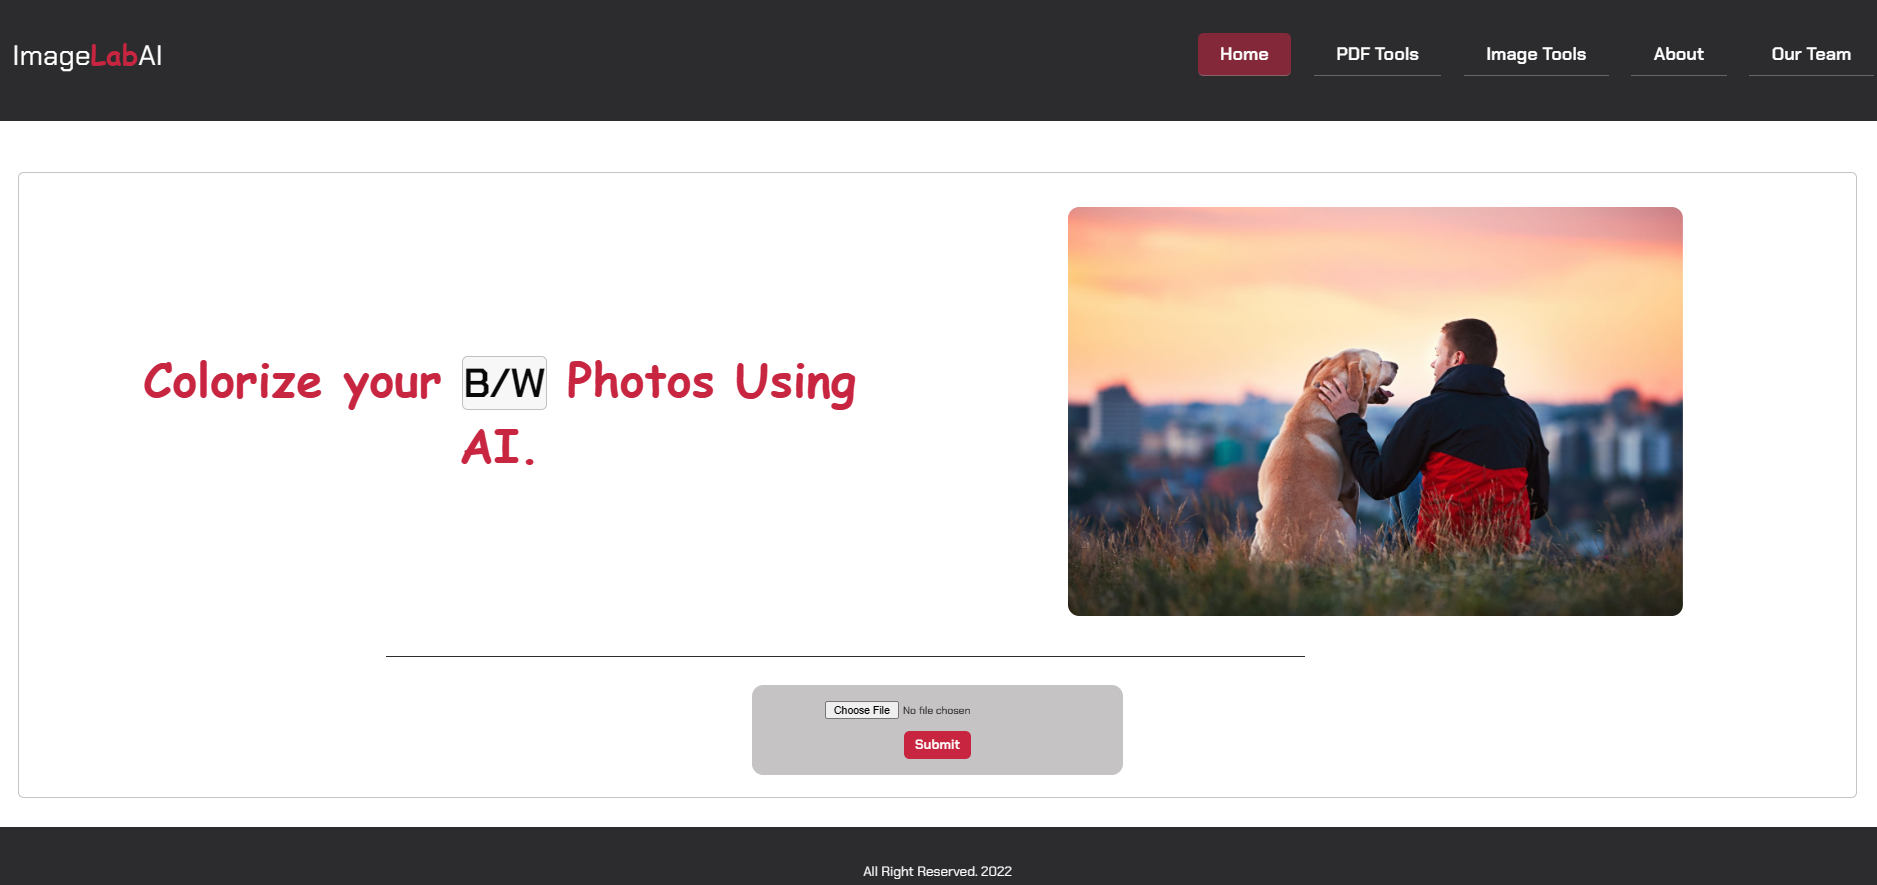 ImageLabAI
Home
PDF Tools
Image Tools
About
Our Team
Colorize your B/W Photos Using
AI.
Choose File No file chosen
Submit
All Right Reserved. 2022